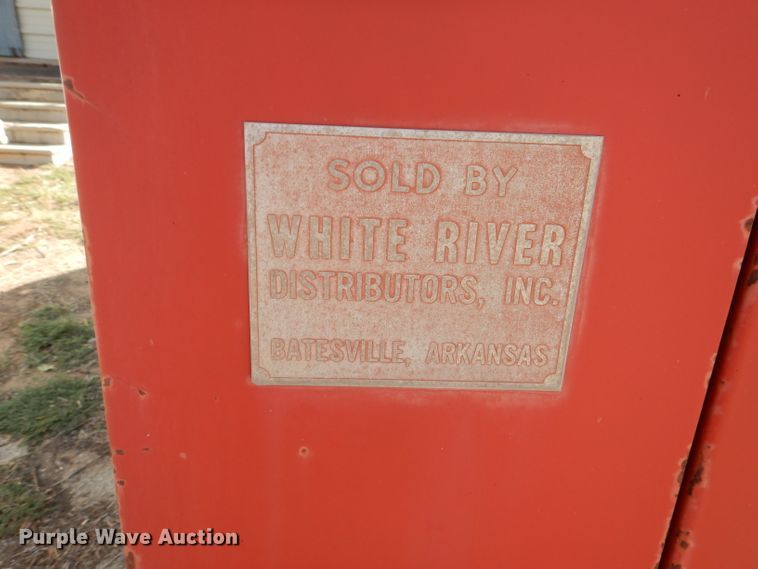 SOLD BY
WHITE RIVER
DISTRIBUTORS, INC.
BATESVILLE, ARKANSAS
Purple Wave Auction